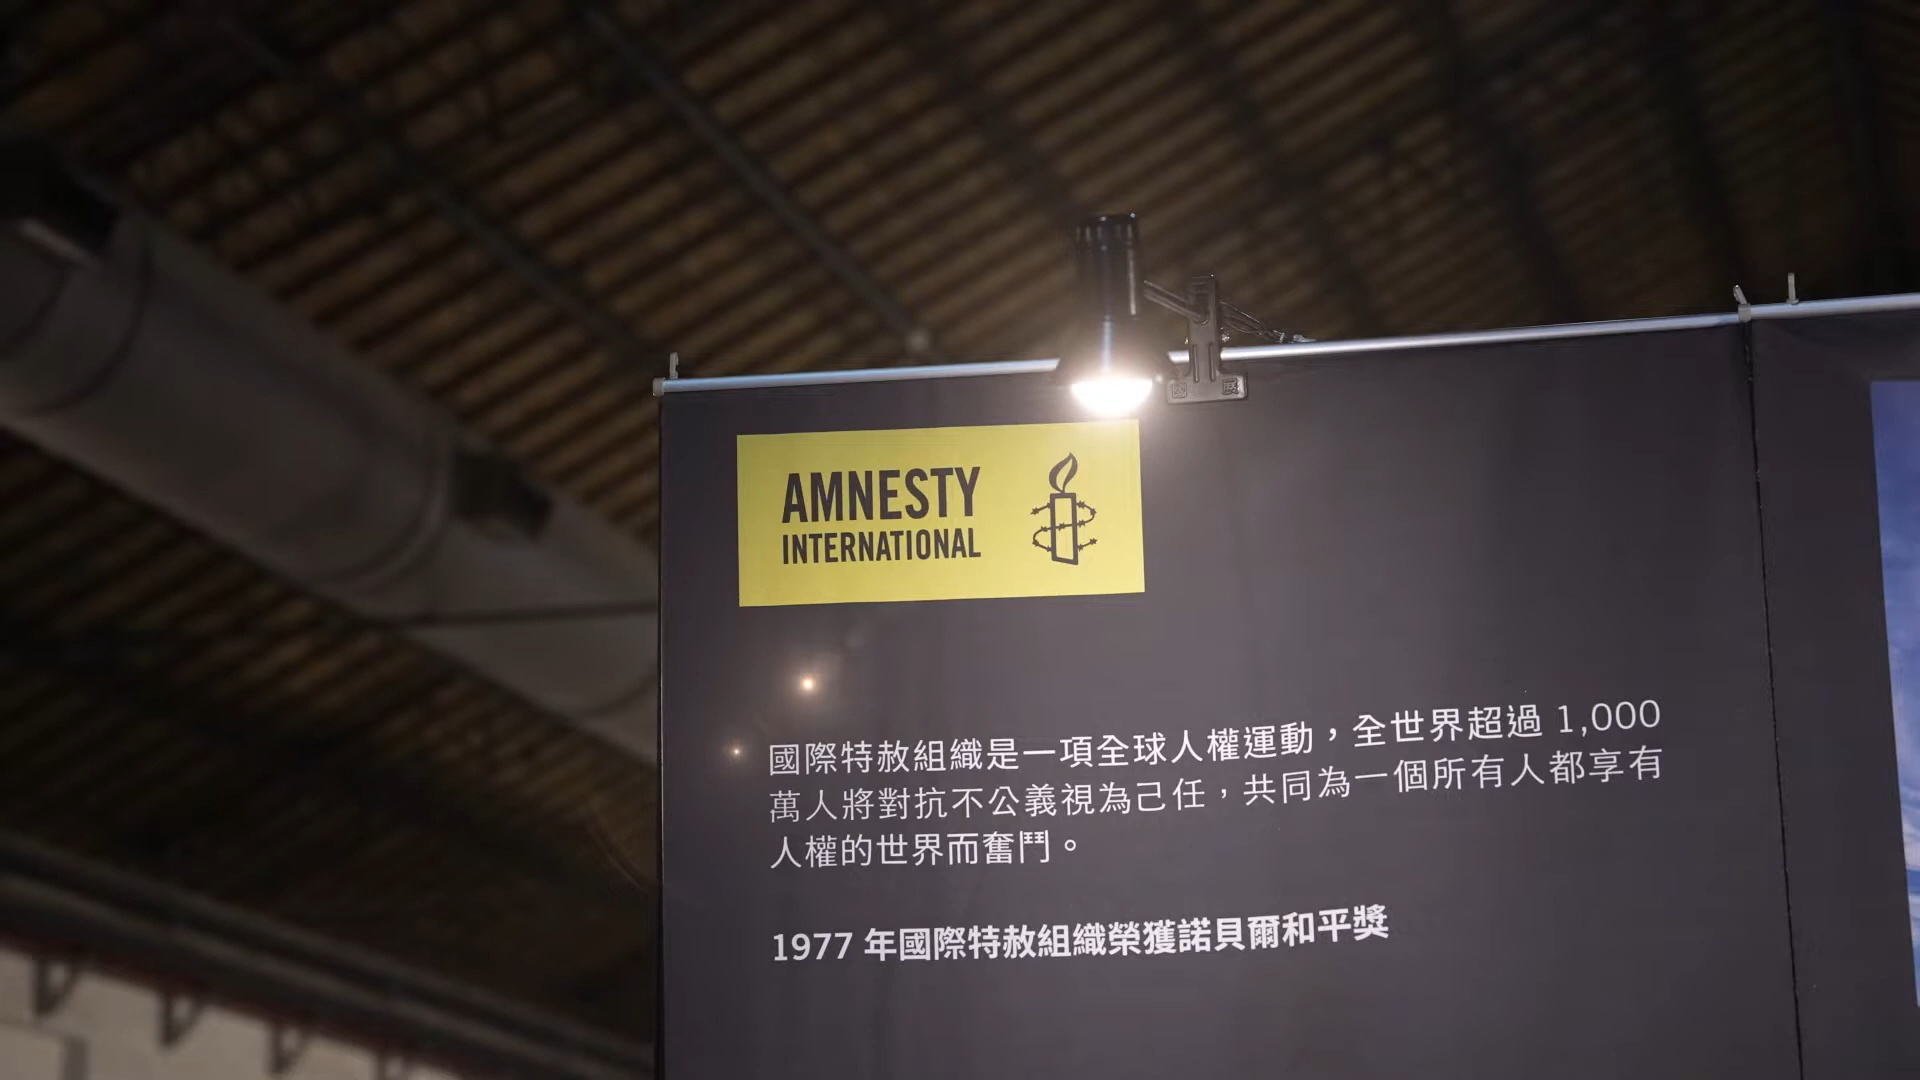 AMNESTY
INTERNATIONAL
國際特赦組織是一項全球人權運動，全世界超過 1,000
萬人將對抗不公義視為己任，共同為一個所有人都享有
人權的世界而奮鬥。
1977 年國際特赦組織榮獲諾貝爾和平獎